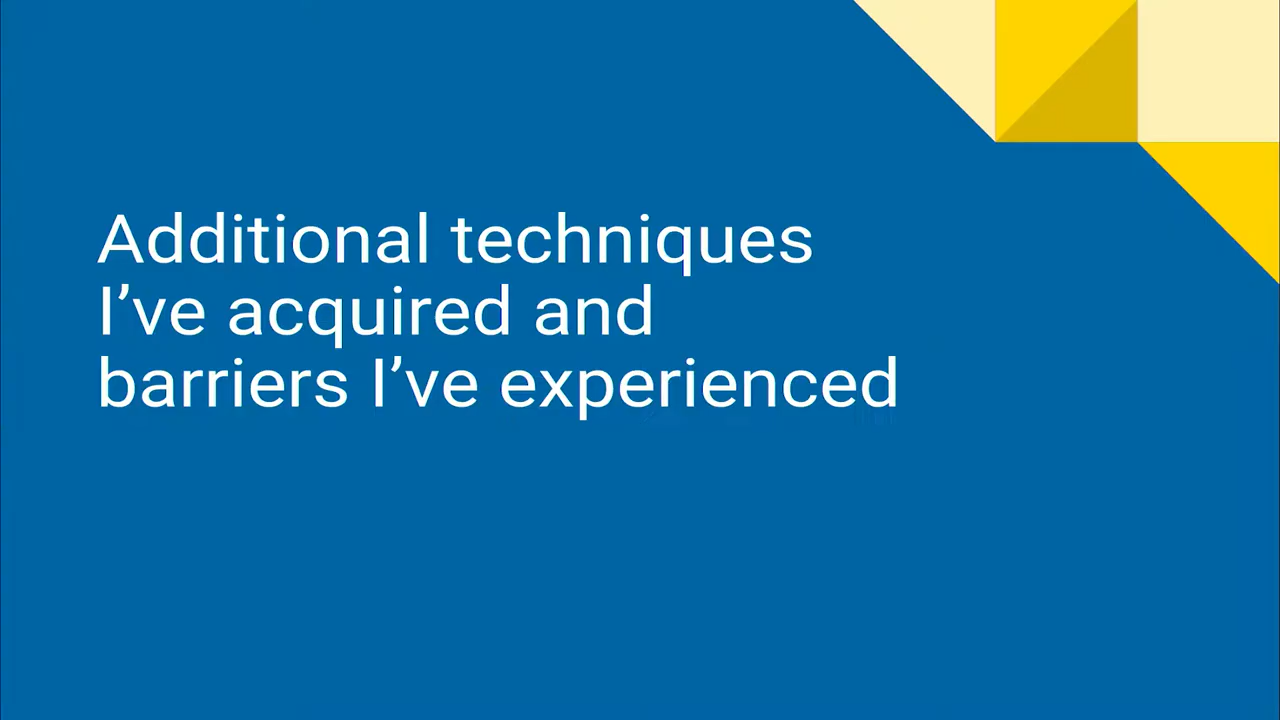 Additional techniques
I’ve acquired and
barriers I’ve experienced